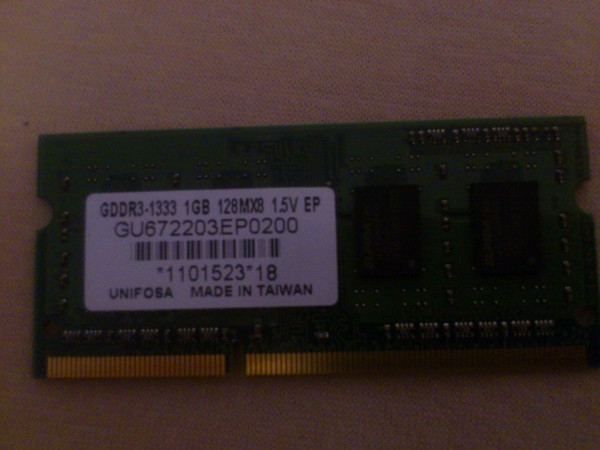 GDDR3-1333 1GB 128MX8 1.5V EP
GU672203EP0200
*1101523*18
UNIFOSA MADE IN TAIWAN